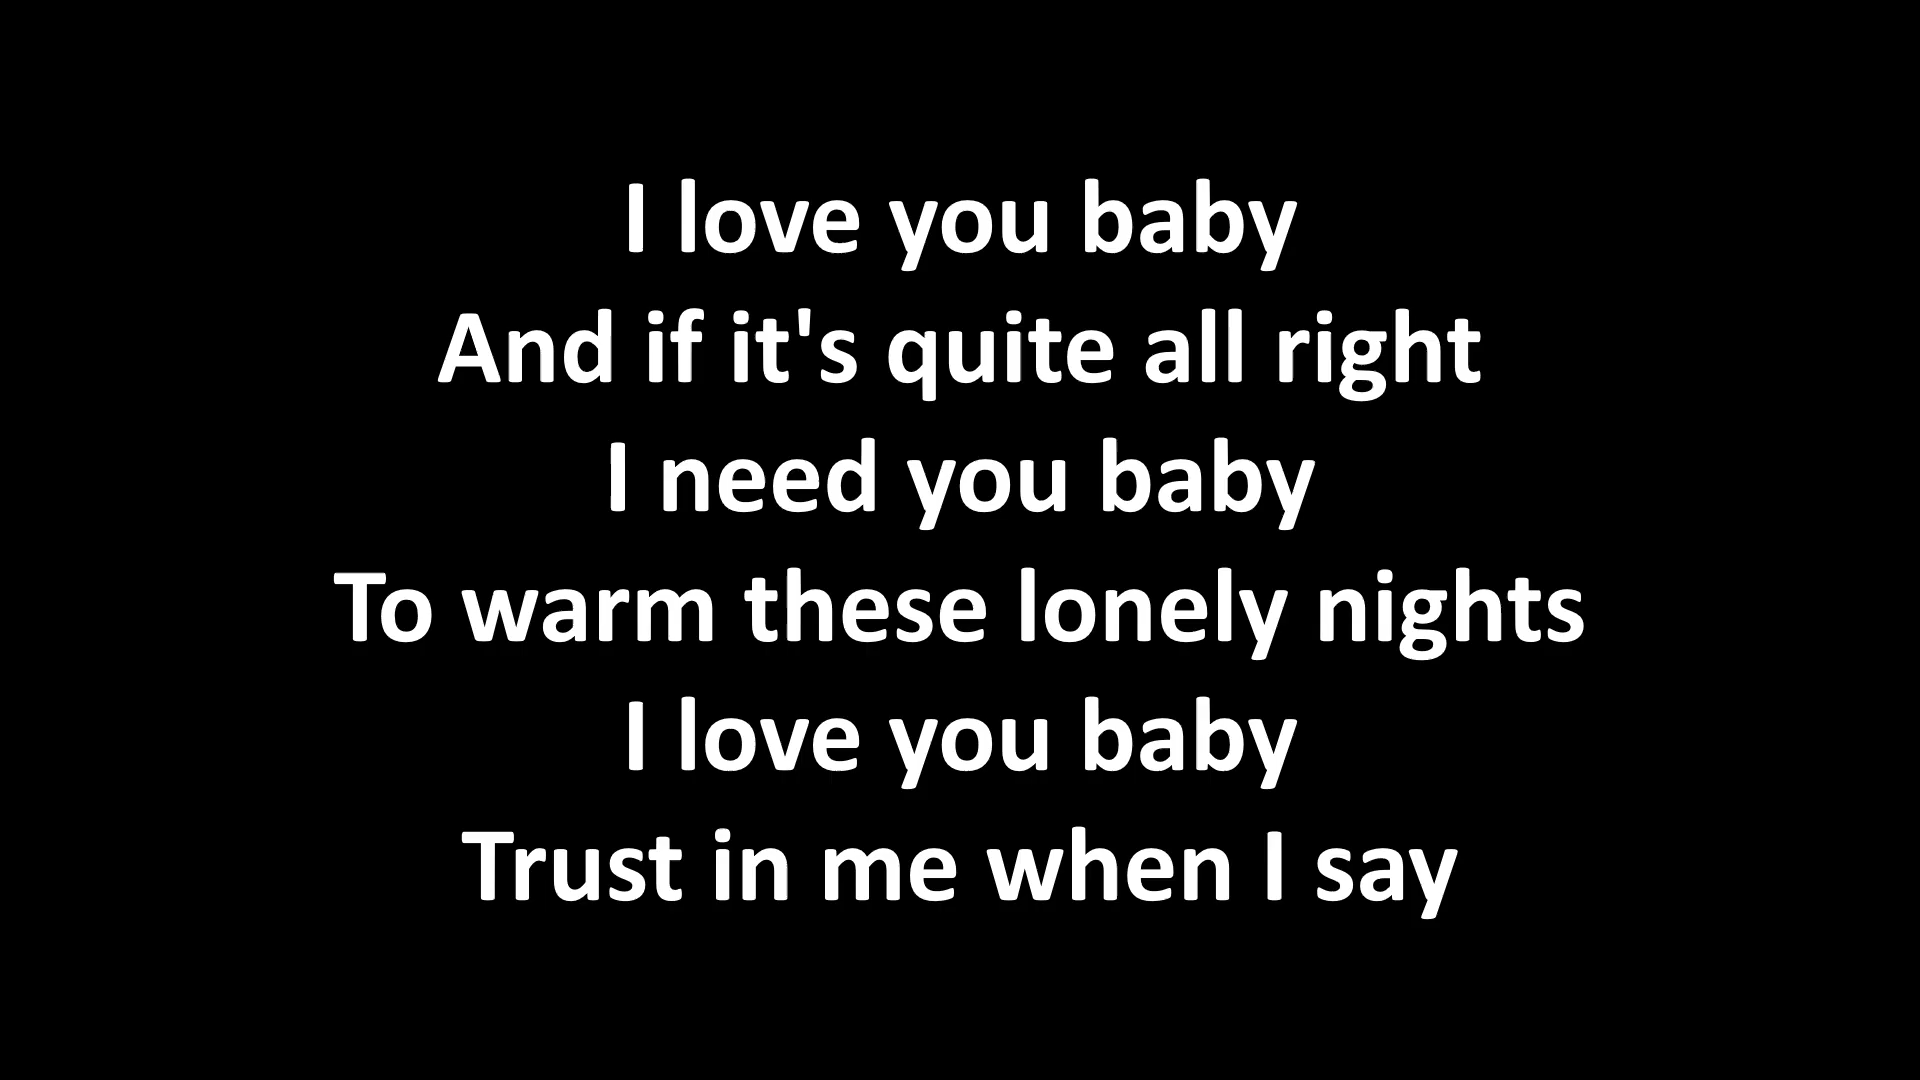 I love you baby
And if it's quite all right
I need you baby
To warm these lonely nights
I love you baby
Trust in me when I say